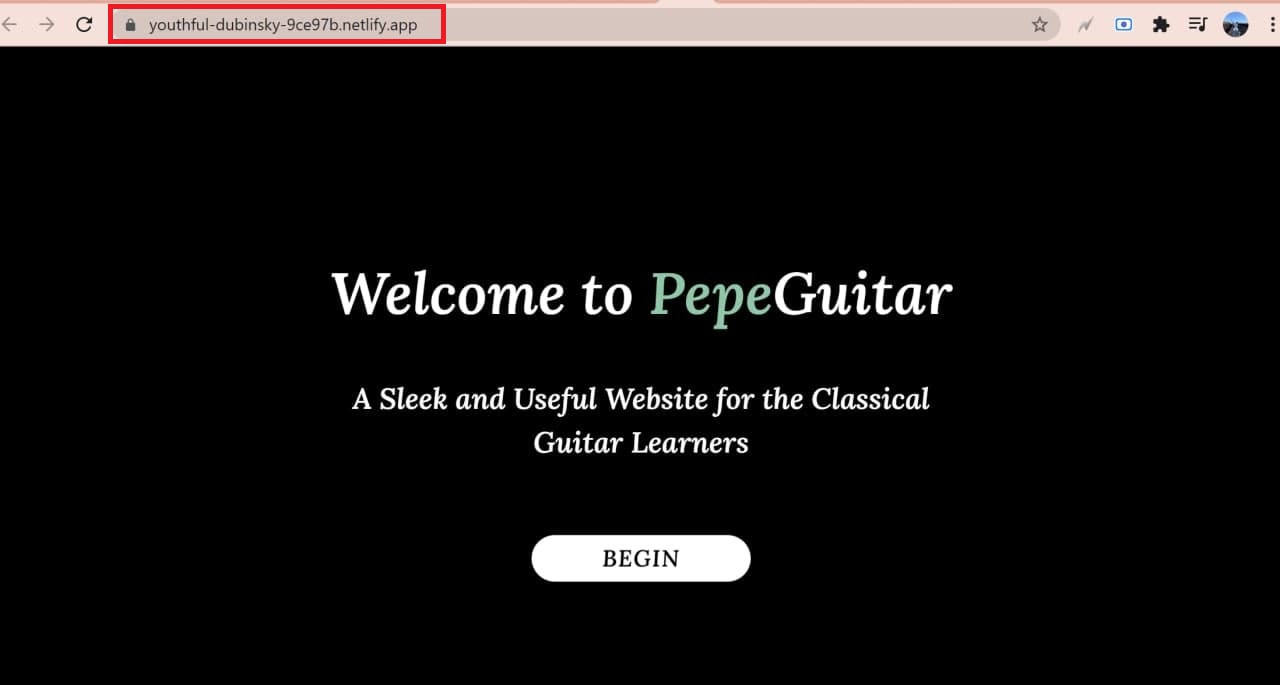 youthful-dubinsky-9ce97b.netlify.app
Welcome to PepeGuitar
A Sleek and Useful Website for the Classical
Guitar Learners
BEGIN